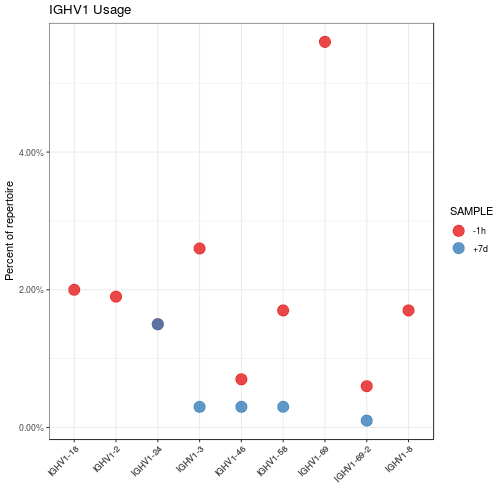 IGHV1 Usage
Percent of repertoire
4.00%
2.00%
0.00%
IGHV1-18
IGHV1-2
IGHV1-24
IGHV1-3
IGHV1-46
IGHV1-58
IGHV1-69
IGHV1-69-2
IGHV1-8
SAMPLE
-1h
+7d